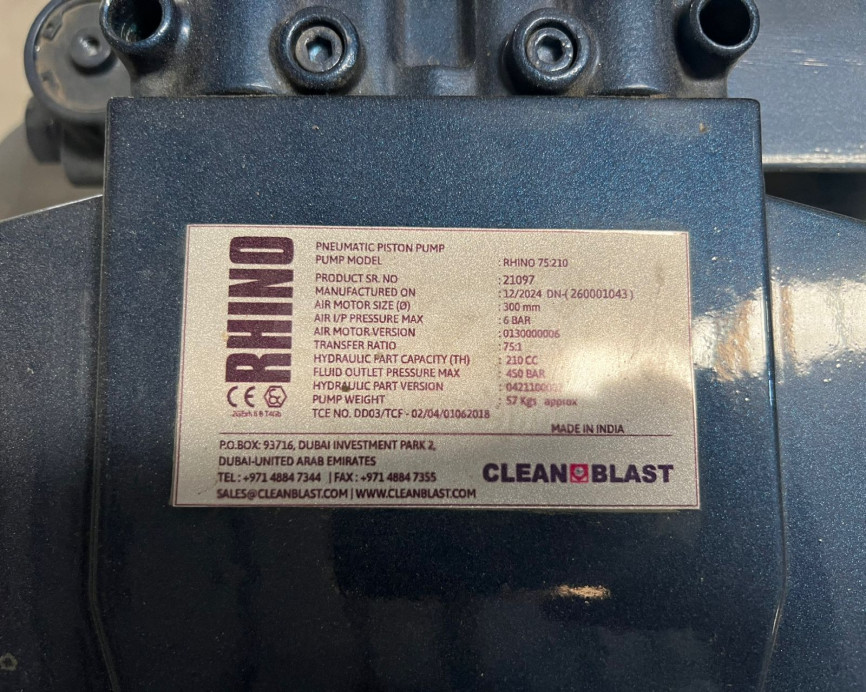 RHINO
PNEUMATIC PISTON PUMP
PUMP MODEL : RHINO 75:210
PRODUCT SR. NO : 21097
MANUFACTURED ON : 12/2024 DN-( 260001043 )
AIR MOTOR SIZE (Ø) : 300 mm
AIR I/P PRESSURE MAX : 6 BAR
AIR MOTOR VERSION : 0130000006
TRANSFER RATIO : 75:1
HYDRAULIC PART CAPACITY (TH) : 210 CC
FLUID OUTLET PRESSURE MAX : 450 BAR
HYDRAULIC PART VERSION :
PUMP WEIGHT : 57 Kgs approx
TCE NO. DD03/TCF - 02/04/01062018
CE Ex
MADE IN INDIA
P.O.BOX: 93716, DUBAI INVESTMENT PARK 2,
DUBAI-UNITED ARAB EMIRATES
TEL : +971 4884 7344 | FAX : +971 4884 7355
SALES@CLEANBLAST.COM | WWW.CLEANBLAST.COM
CLEAN BLAST